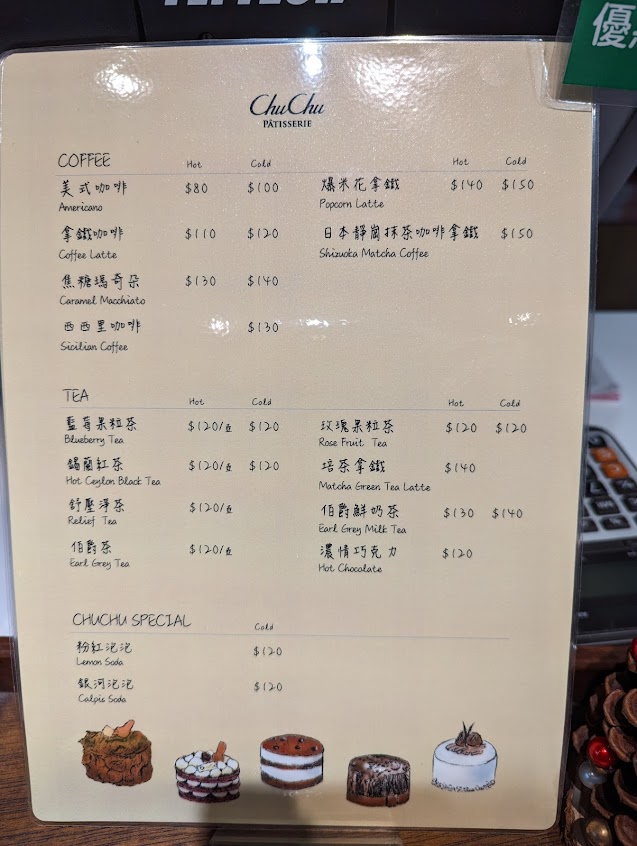 優
ChuChu
PÂTISSERIE
COFFEE Hot Cold
美式咖啡 $80 $100
Americano
拿鐵咖啡 $110 $120
Coffee Latte
焦糖瑪奇朵 $130 $140
Caramel Macchiato
西西里咖啡 $130
Sicilian Coffee
Hot Cold
爆米花拿鐵 $140 $150
Popcorn Latte
日本靜岡抹茶咖啡拿鐵 $150
Shizuoka Matcha Coffee
TEA Hot Cold
藍莓果粒茶 $120/壺 $120
Blueberry Tea
錫蘭紅茶 $120/壺 $120
Hot Ceylon Black Tea
舒壓淨茶 $120/壺
Relief Tea
伯爵茶 $120/壺
Earl Grey Tea
Hot Cold
玫瑰果粒茶 $120 $120
Rose Fruit Tea
培茶拿鐵 $140
Matcha Green Tea Latte
伯爵鮮奶茶 $130 $140
Earl Grey Milk Tea
濃情巧克力 $120
Hot Chocolate
CHUCHU SPECIAL Cold
粉紅泡泡 $120
Lemon Soda
銀河泡泡 $120
Calpis Soda